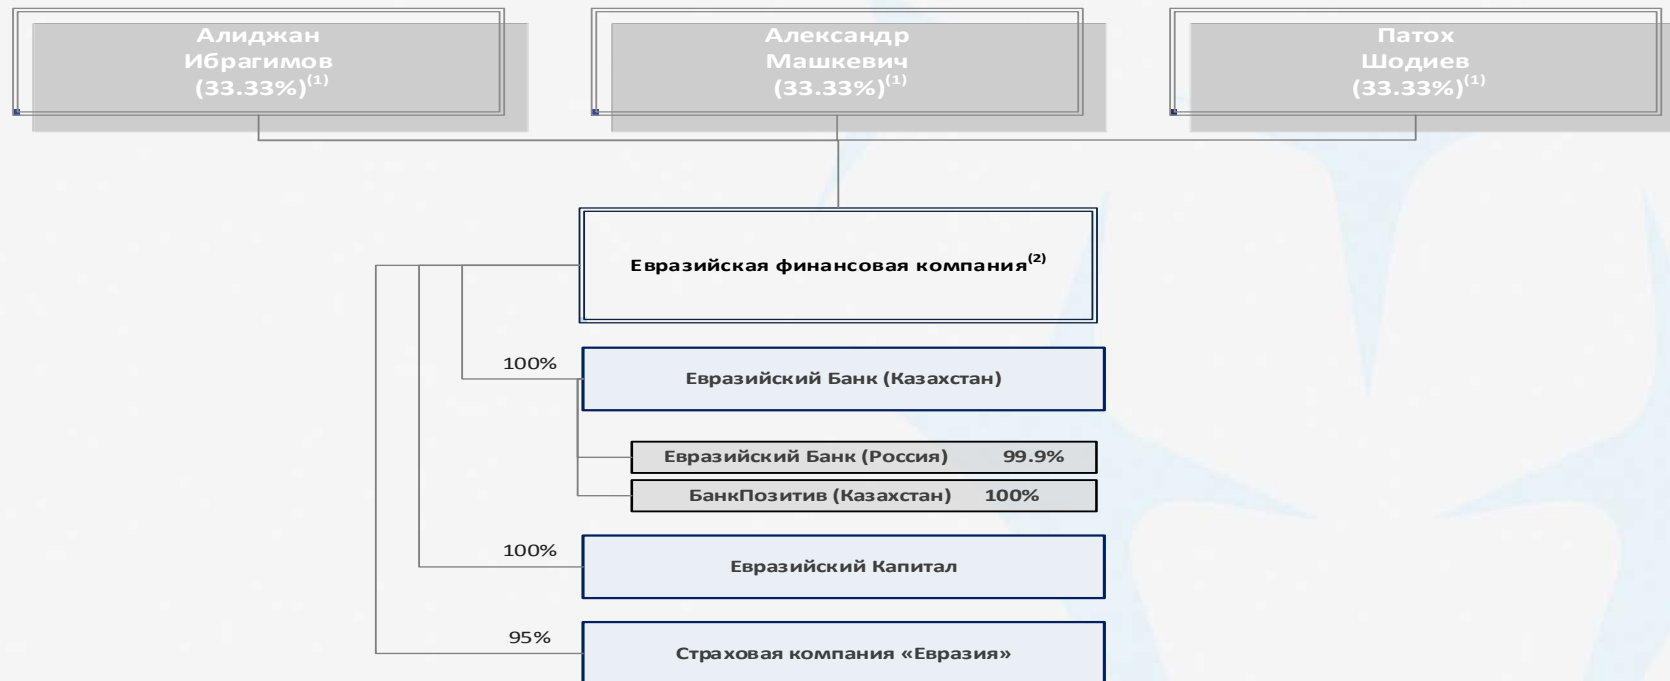 Алиджан
Ибрагимов
(33.33%)(1)
Александр
Машкевич
(33.33%)(1)
Патох
Шодиев
(33.33%)(1)
Евразийская финансовая компания(2)
100%
Евразийский Банк (Казахстан)
Евразийский Банк (Россия) 99.9%
БанкПозитив (Казахстан) 100%
100%
Евразийский Капитал
95%
Страховая компания «Евразия»